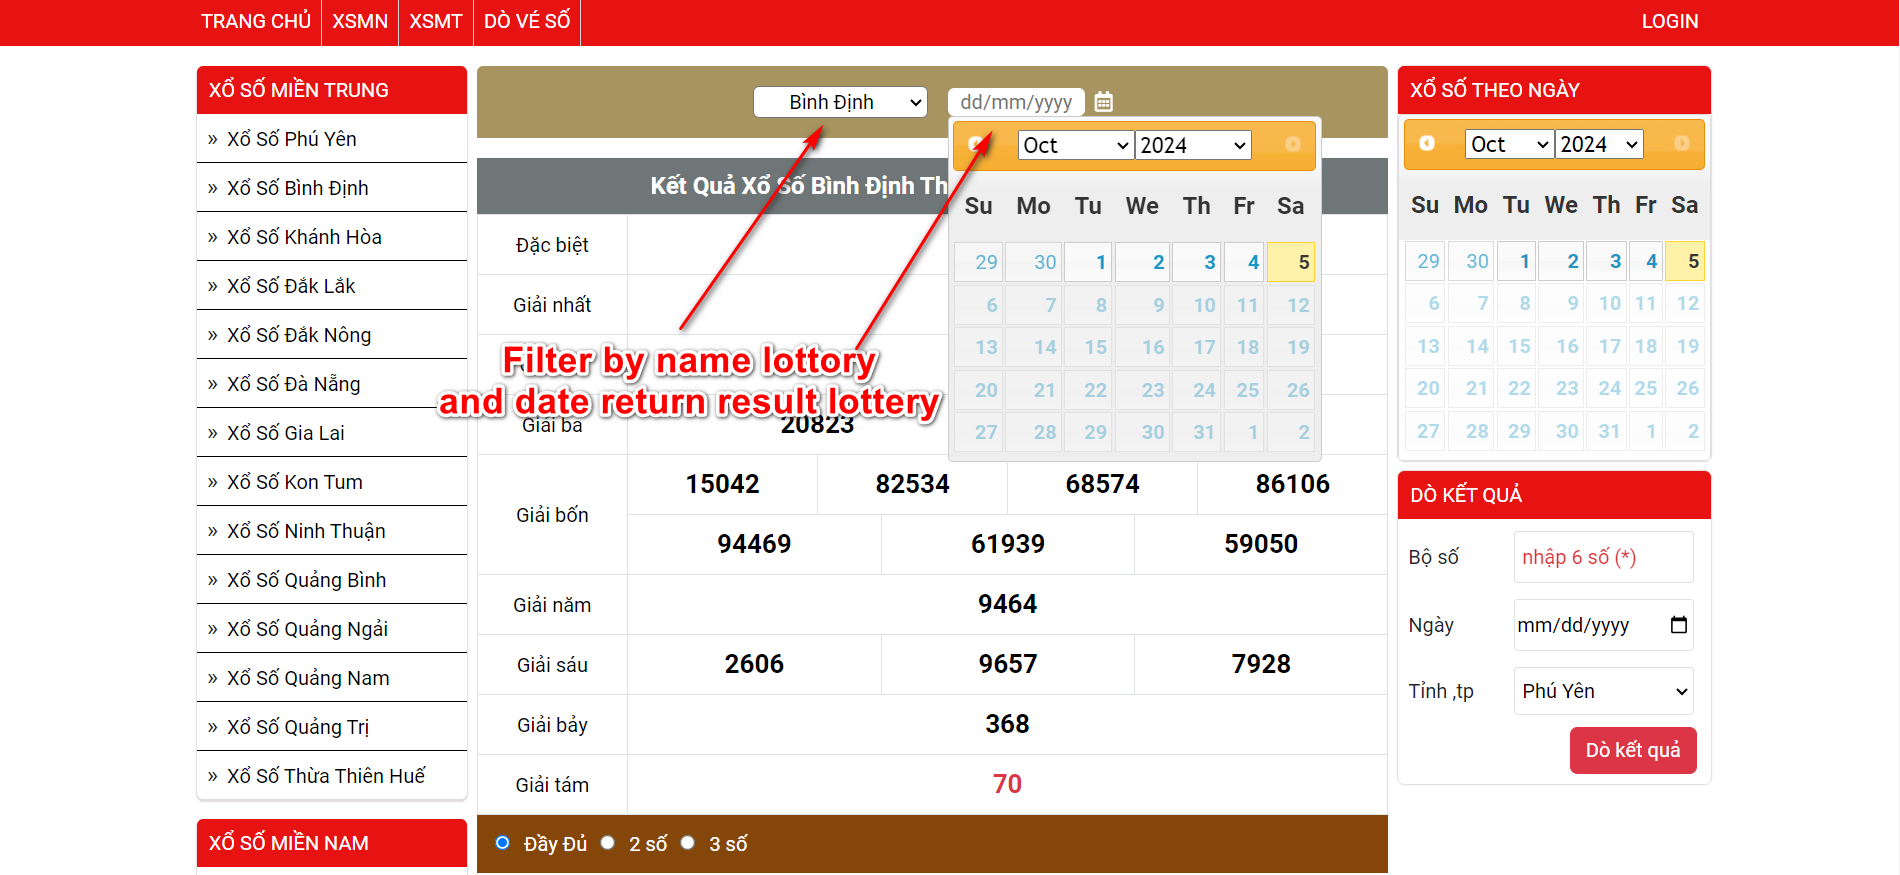 TRANG CHỦ XSMN XSMT DÒ VÉ SỐ LOGIN
XỔ SỐ MIỀN TRUNG
» Xổ Số Phú Yên
» Xổ Số Bình Định
» Xổ Số Khánh Hòa
» Xổ Số Đắk Lắk
» Xổ Số Đắk Nông
» Xổ Số Đà Nẵng
» Xổ Số Gia Lai
» Xổ Số Kon Tum
» Xổ Số Ninh Thuận
» Xổ Số Quảng Bình
» Xổ Số Quảng Ngải
» Xổ Số Quảng Nam
» Xổ Số Quảng Trị
» Xổ Số Thừa Thiên Huế
XỔ SỐ MIỀN NAM
Bình Định dd/mm/yyyy
Oct 2024
Su Mo Tu We Th Fr Sa
29 30 1 2 3 4 5
6 7 8 9 10 11 12
13 14 15 16 17 18 19
20 21 22 23 24 25 26
27 28 29 30 31 1 2
Kết Quả Xổ Số Bình Định Th
Đặc biệt
Giải nhất
Filter by name lottory
and date return result lottery
Giải ba 20823
Giải bốn
15042 82534 68574 86106
94469 61939 59050
Giải năm 9464
Giải sáu 2606 9657 7928
Giải bảy 368
Giải tám 70
Đầy Đủ 2 số 3 số
XỔ SỐ THEO NGÀY
Oct 2024
Su Mo Tu We Th Fr Sa
29 30 1 2 3 4 5
6 7 8 9 10 11 12
13 14 15 16 17 18 19
20 21 22 23 24 25 26
27 28 29 30 31 1 2
DÒ KẾT QUẢ
Bộ số nhập 6 số (*)
Ngày mm/dd/yyyy
Tỉnh ,tp Phú Yên
Dò kết quả